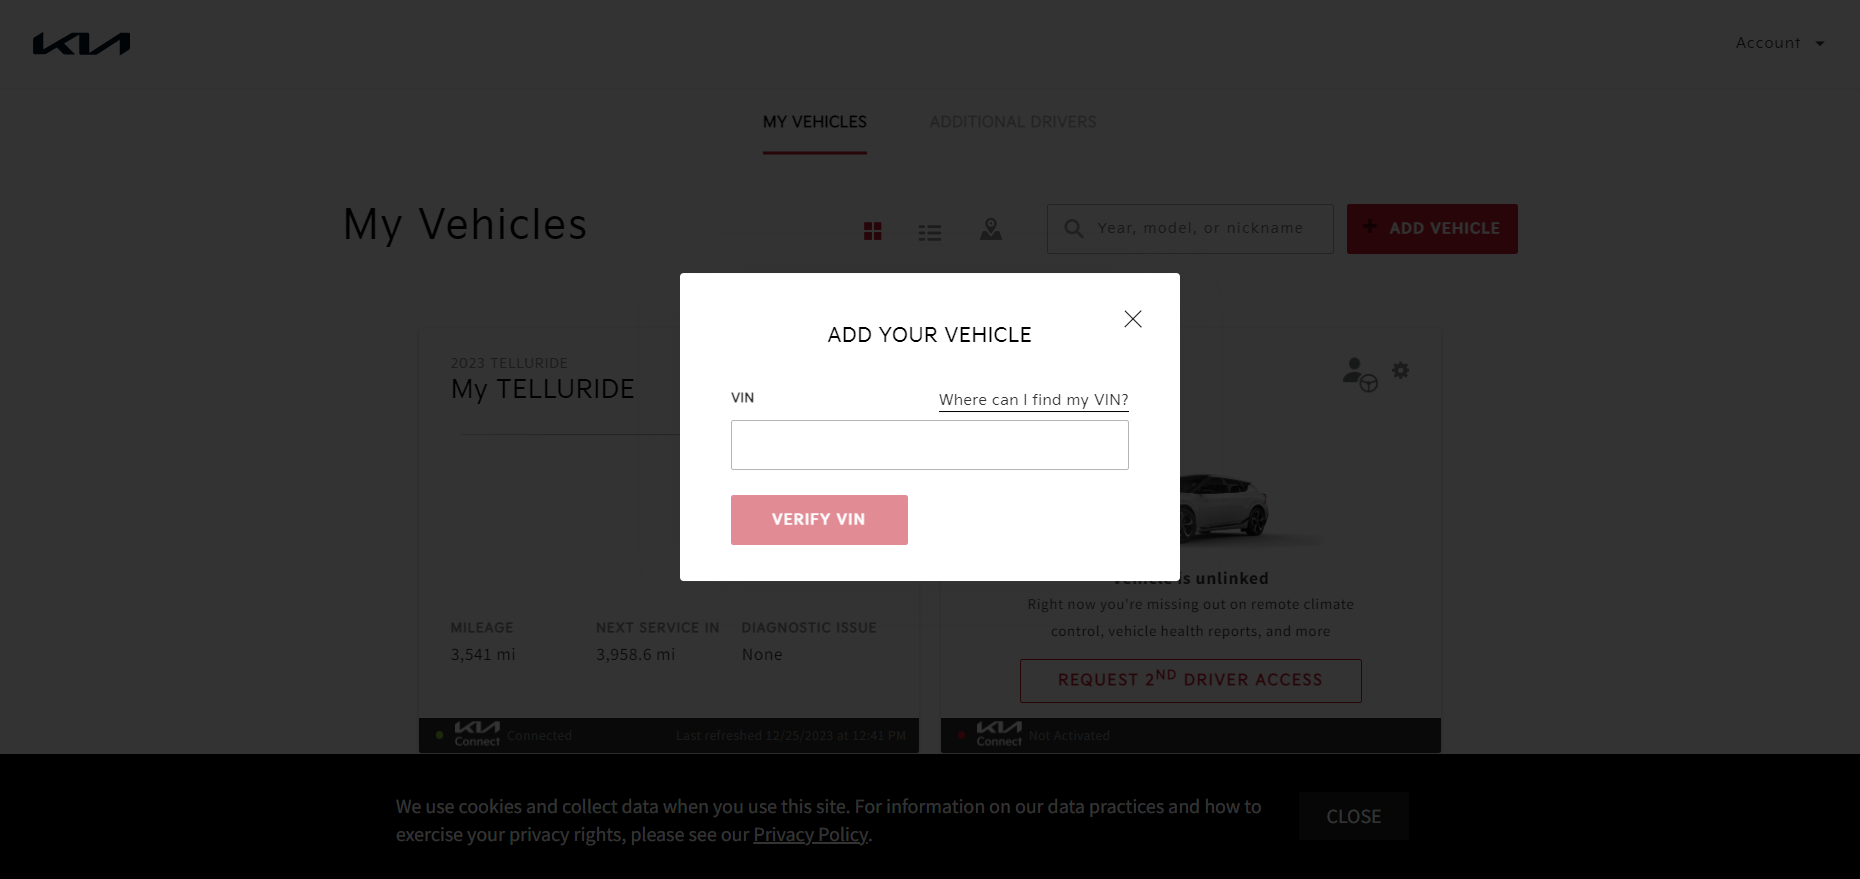 KIA
Account
MY VEHICLES
ADDITIONAL DRIVERS
My Vehicles
Year, model, or nickname
+ ADD VEHICLE
ADD YOUR VEHICLE
VIN
Where can I find my VIN?
VERIFY VIN
2023 TELLURIDE
My TELLURIDE
MILEAGE
3,541 mi
NEXT SERVICE IN
3,958.6 mi
DIAGNOSTIC ISSUE
None
KIA Connect
Connected
Last refreshed 12/25/2023 at 12:41 PM
is unlinked
Right now you're missing out on remote climate
control, vehicle health reports, and more
REQUEST 2ND DRIVER ACCESS
KIA Connect
Not Activated
We use cookies and collect data when you use this site. For information on our data practices and how to
exercise your privacy rights, please see our Privacy Policy.
CLOSE